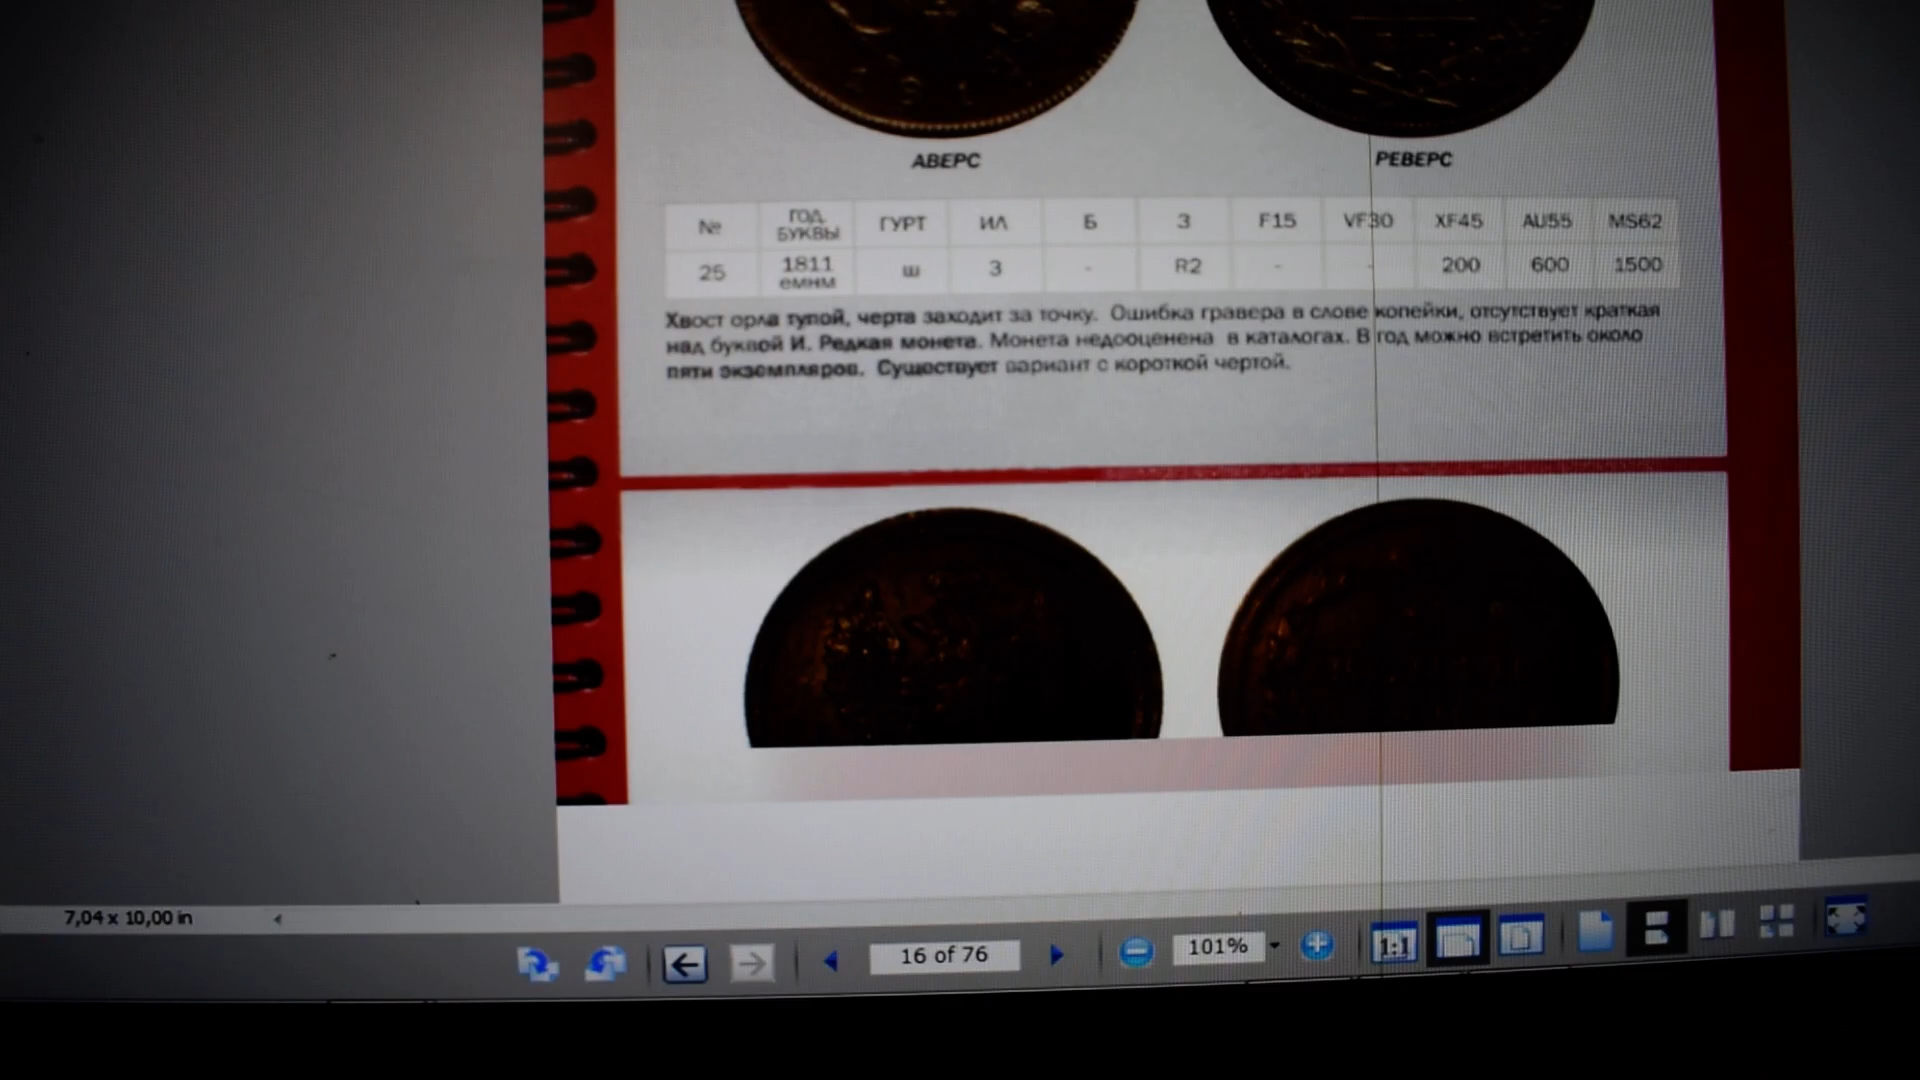 АВЕРС РЕВЕРС
№ ГОД БУКВЫ ГУРТ ИЛ Б З F15 VF30 XF45 AU55 MS62
25 1811 емнм ш 3 - R2 - - 200 600 1500
Хвост орла тупой, черта заходит за точку. Ошибка гравера в слове копейки, отсутствует краткая
над буквой И. Редкая монета. Монета недооценена в каталогах. В год можно встретить около
пяти экземпляров. Существует вариант с короткой чертой.
7,04 x 10,00 in
16 of 76 101% 1:1